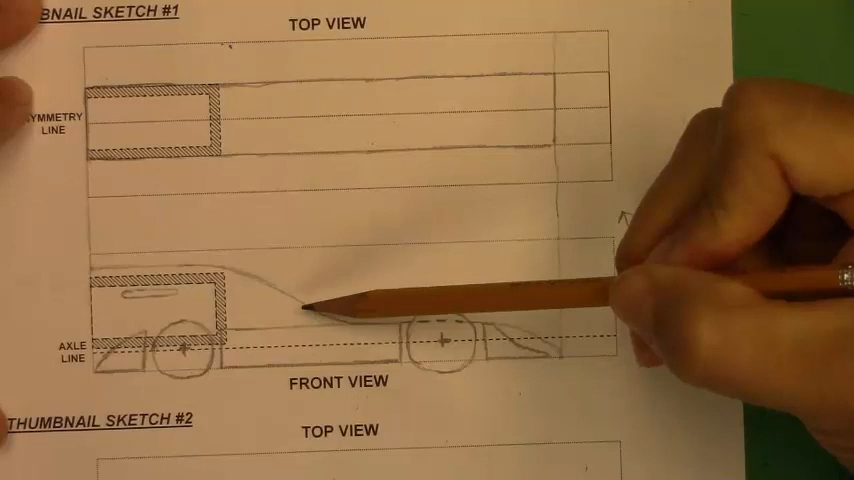 BNAIL SKETCH #1
TOP VIEW
YMMETRY
LINE
AXLE
LINE
FRONT VIEW
THUMBNAIL SKETCH #2
TOP VIEW